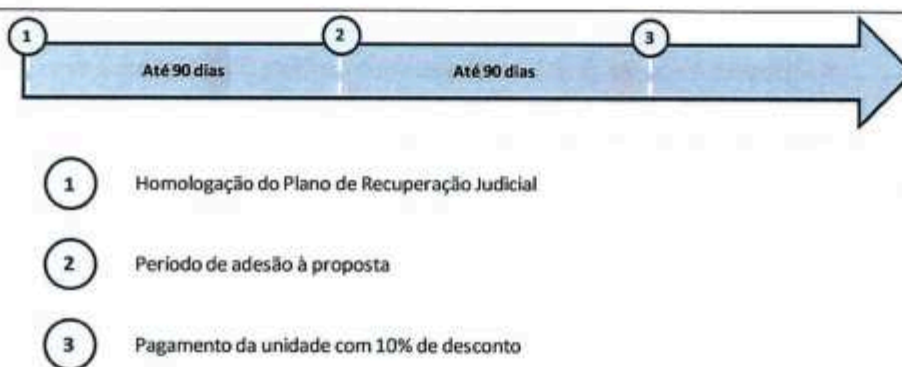 1 2 3
Até 90 dias Até 90 dias
1 Homologação do Plano de Recuperação Judicial
2 Período de adesão à proposta
3 Pagamento da unidade com 10% de desconto